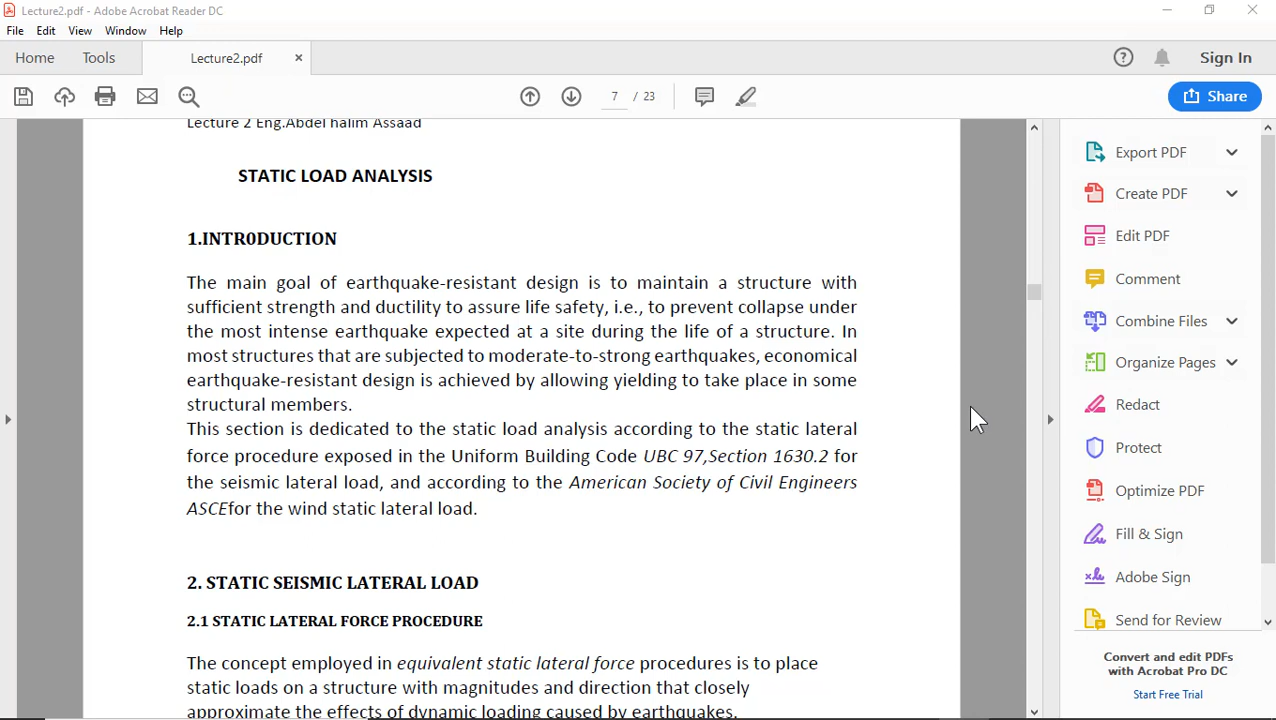 Lecture2.pdf - Adobe Acrobat Reader DC
File Edit View Window Help
Home Tools Lecture2.pdf × Sign In
7 / 23 Share
Lecture 2 Eng.Abdel halim Assaad
STATIC LOAD ANALYSIS
1.INTR0DUCTION
The main goal of earthquake-resistant design is to maintain a structure with
sufficient strength and ductility to assure life safety, i.e., to prevent collapse under
the most intense earthquake expected at a site during the life of a structure. In
most structures that are subjected to moderate-to-strong earthquakes, economical
earthquake-resistant design is achieved by allowing yielding to take place in some
structural members.
This section is dedicated to the static load analysis according to the static lateral
force procedure exposed in the Uniform Building Code UBC 97,Section 1630.2 for
the seismic lateral load, and according to the American Society of Civil Engineers
ASCEfor the wind static lateral load.
2. STATIC SEISMIC LATERAL LOAD
2.1 STATIC LATERAL FORCE PROCEDURE
The concept employed in equivalent static lateral force procedures is to place
static loads on a structure with magnitudes and direction that closely
approximate the effects of dynamic loading caused by earthquakes.
Export PDF
Create PDF
Edit PDF
Comment
Combine Files
Organize Pages
Redact
Protect
Optimize PDF
Fill & Sign
Adobe Sign
Send for Review
Convert and edit PDFs
with Acrobat Pro DC
Start Free Trial